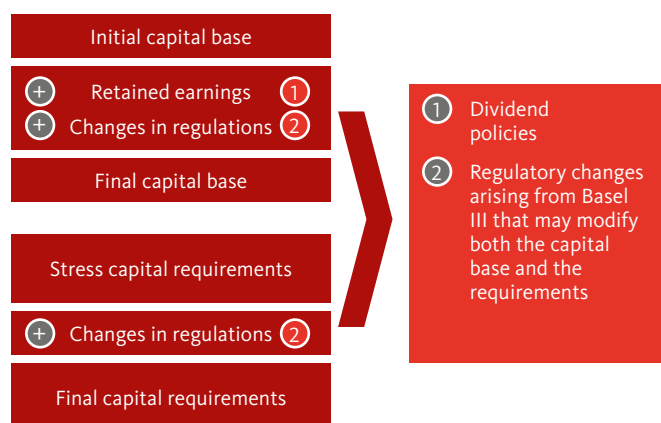 Initial capital base
+ Retained earnings 1
+ Changes in regulations 2
Final capital base
Stress capital requirements
+ Changes in regulations 2
Final capital requirements
1 Dividend
policies
2 Regulatory changes
arising from Basel
III that may modify
both the capital
base and the
requirements